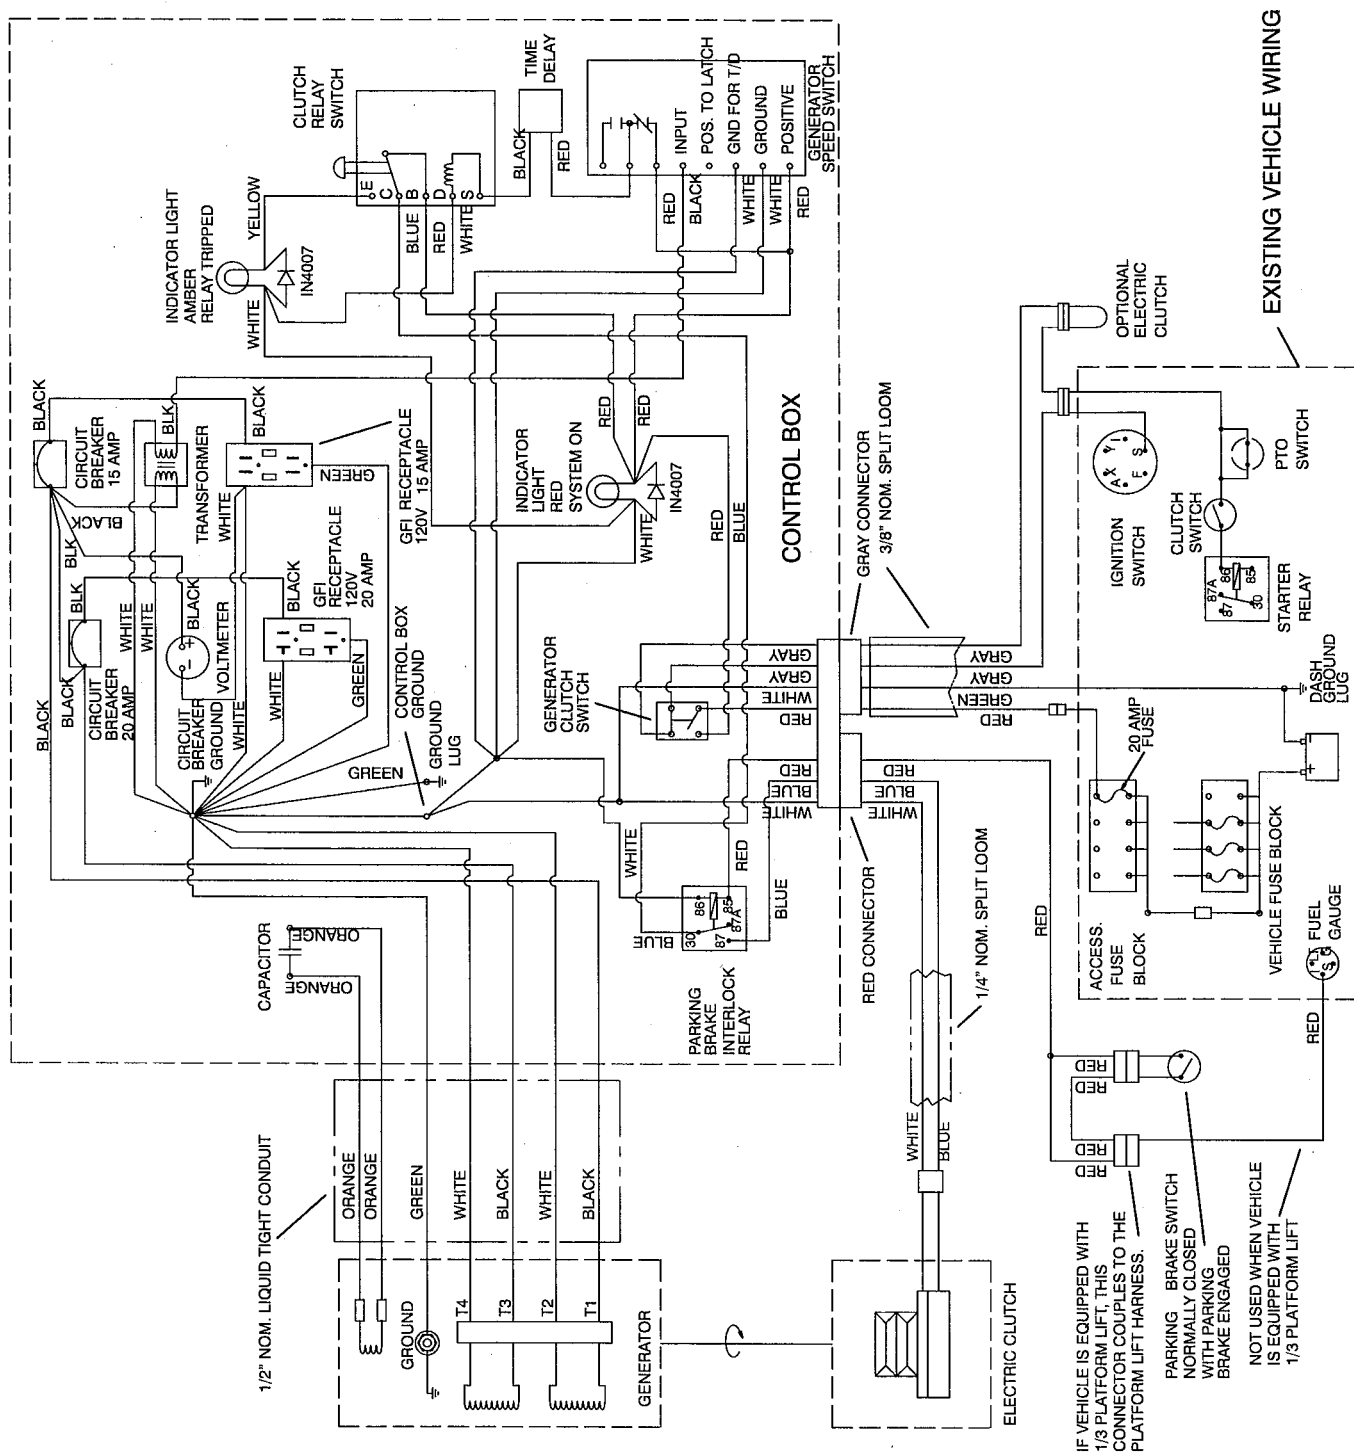 CLUTCH
RELAY
SWITCH
TIME
DELAY
BLACK
RED
INPUT
POS. TO LATCH
GND FOR T/D
GROUND
POSITIVE
GENERATOR
SPEED SWITCH
E
C
B
D
S
BLUE
RED
WHITE
RED
BLACK
WHITE
WHITE
RED
INDICATOR LIGHT
AMBER
RELAY TRIPPED
YELLOW
WHITE
IN4007
BLACK
CIRCUIT
BREAKER
15 AMP
BLK
TRANSFORMER
BLACK
BLACK
WHITE
GREEN
GFI RECEPTACLE
120V 15 AMP
INDICATOR
LIGHT
RED
SYSTEM ON
RED
RED
IN4007
WHITE
RED
BLUE
CONTROL BOX
BLK
BLK
BLACK
BLACK
BLACK
CIRCUIT
BREAKER
20 AMP
WHITE
WHITE
+
-
BLACK
VOLTMETER
CIRCUIT
BREAKER
GROUND
WHITE
WHITE
BLACK
GFI
RECEPTACLE
120V
20 AMP
GREEN
CONTROL BOX
GROUND
GREEN
GROUND
LUG
GENERATOR
CLUTCH
SWITCH
GRAY
GRAY
WHITE
RED
RED
BLUE
WHITE
GRAY
GRAY
GREEN
RED
RED
BLUE
WHITE
GRAY CONNECTOR
3/8" NOM. SPLIT LOOM
RED CONNECTOR
1/4" NOM. SPLIT LOOM
WHITE
RED
BLUE
BLUE
86
85
30
87
87A
PARKING
BRAKE
INTERLOCK
RELAY
CAPACITOR
ORANGE
ORANGE
1/2" NOM. LIQUID TIGHT CONDUIT
ORANGE
ORANGE
GREEN
WHITE
BLACK
WHITE
BLACK
GROUND
T4
T3
T2
T1
GENERATOR
WHITE
BLUE
ELECTRIC CLUTCH
EXISTING VEHICLE WIRING
OPTIONAL
ELECTRIC
CLUTCH
A
X
Y
I
F
S
IGNITION
SWITCH
PTO
SWITCH
CLUTCH
SWITCH
87A
87
86
85
30
STARTER
RELAY
DASH
GROUND
LUG
20 AMP
FUSE
+
-
ACCESS.
FUSE
BLOCK
VEHICLE FUSE BLOCK
I
LT
S
G
FUEL
GAUGE
RED
RED
RED
RED
RED
RED
IF VEHICLE IS EQUIPPED WITH
1/3 PLATFORM LIFT, THIS
CONNECTOR COUPLES TO THE
PLATFORM LIFT HARNESS.
PARKING BRAKE SWITCH
NORMALLY CLOSED
WITH PARKING
BRAKE ENGAGED
NOT USED WHEN VEHICLE
IS EQUIPPED WITH
1/3 PLATFORM LIFT